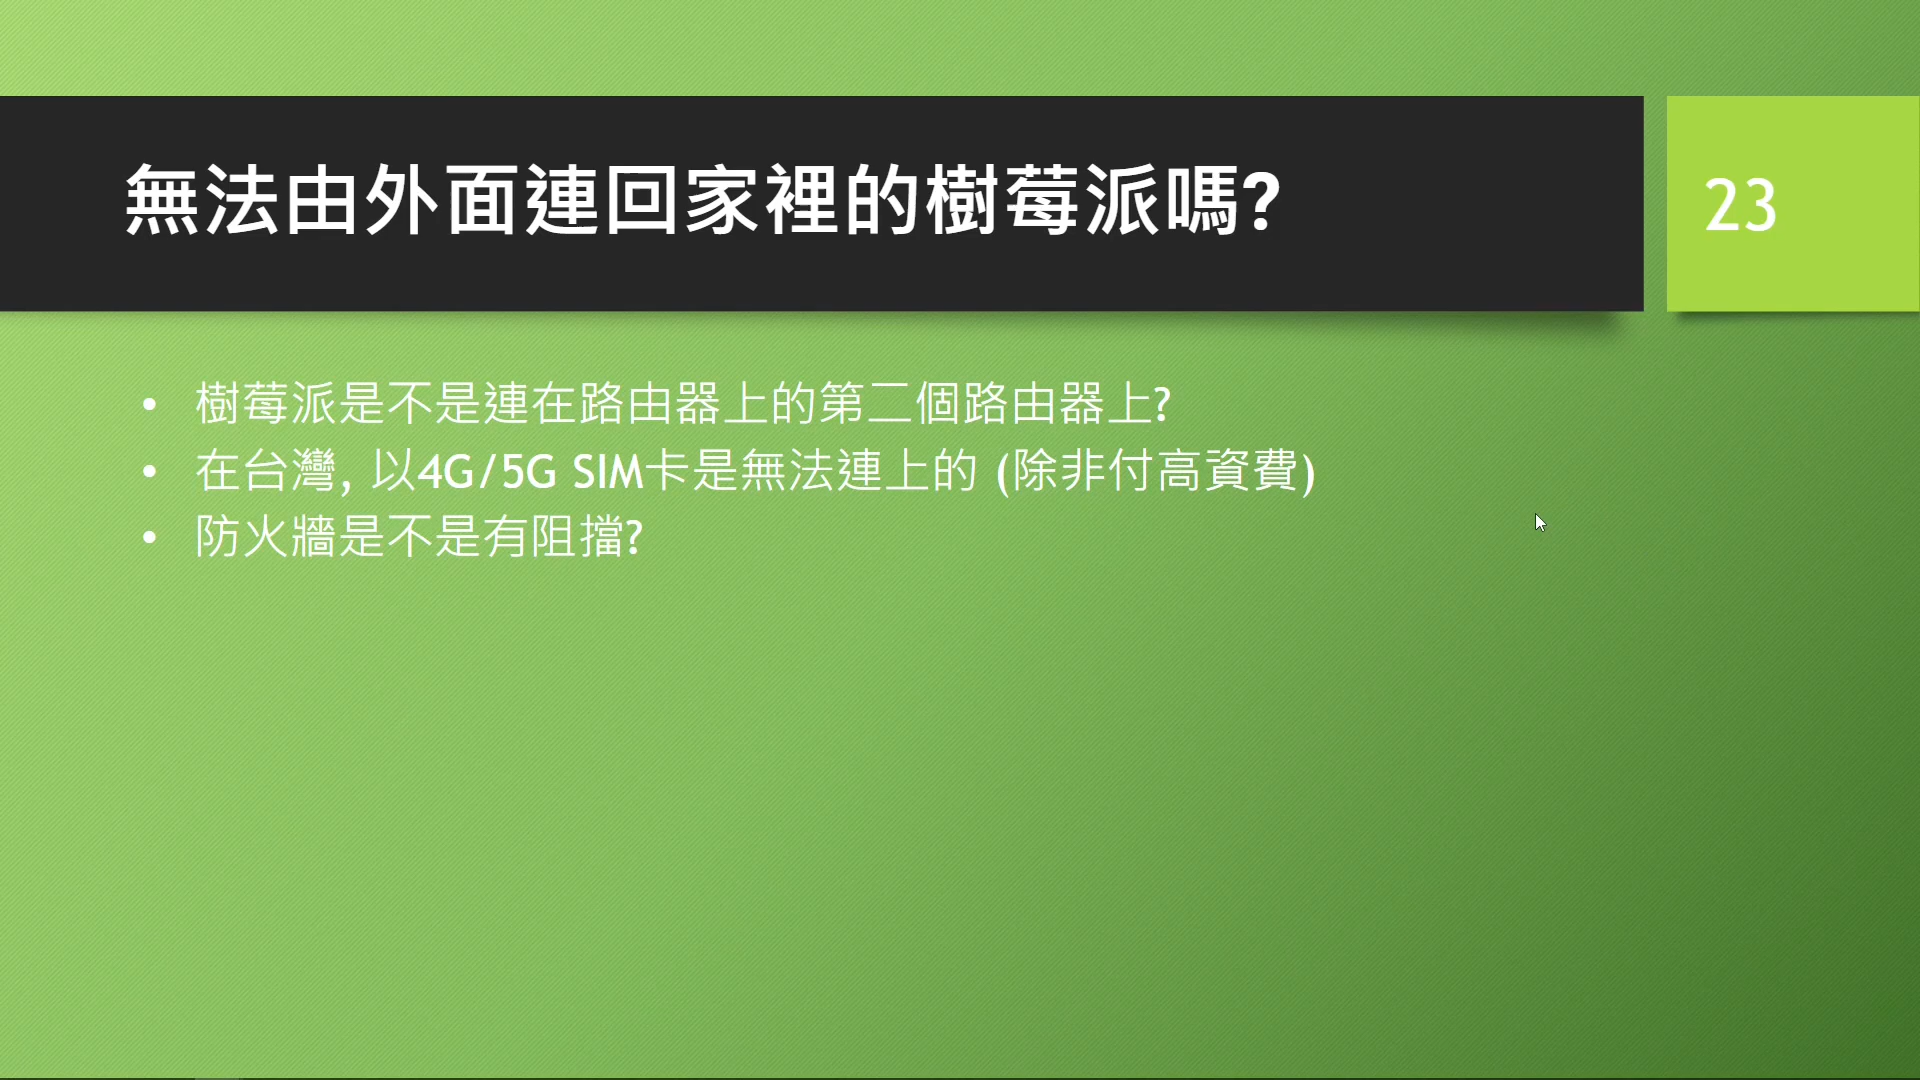 無法由外面連回家裡的樹莓派嗎?
23
• 樹莓派是不是連在路由器上的第二個路由器上?
• 在台灣, 以4G/5G SIM卡是無法連上的 (除非付高資費)
• 防火牆是不是有阻擋?